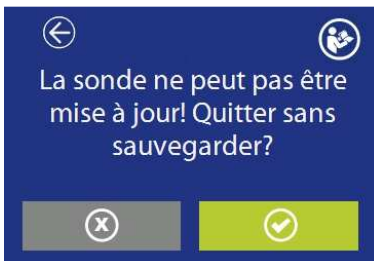 La sonde ne peut pas être
mise à jour! Quitter sans
sauvegarder?